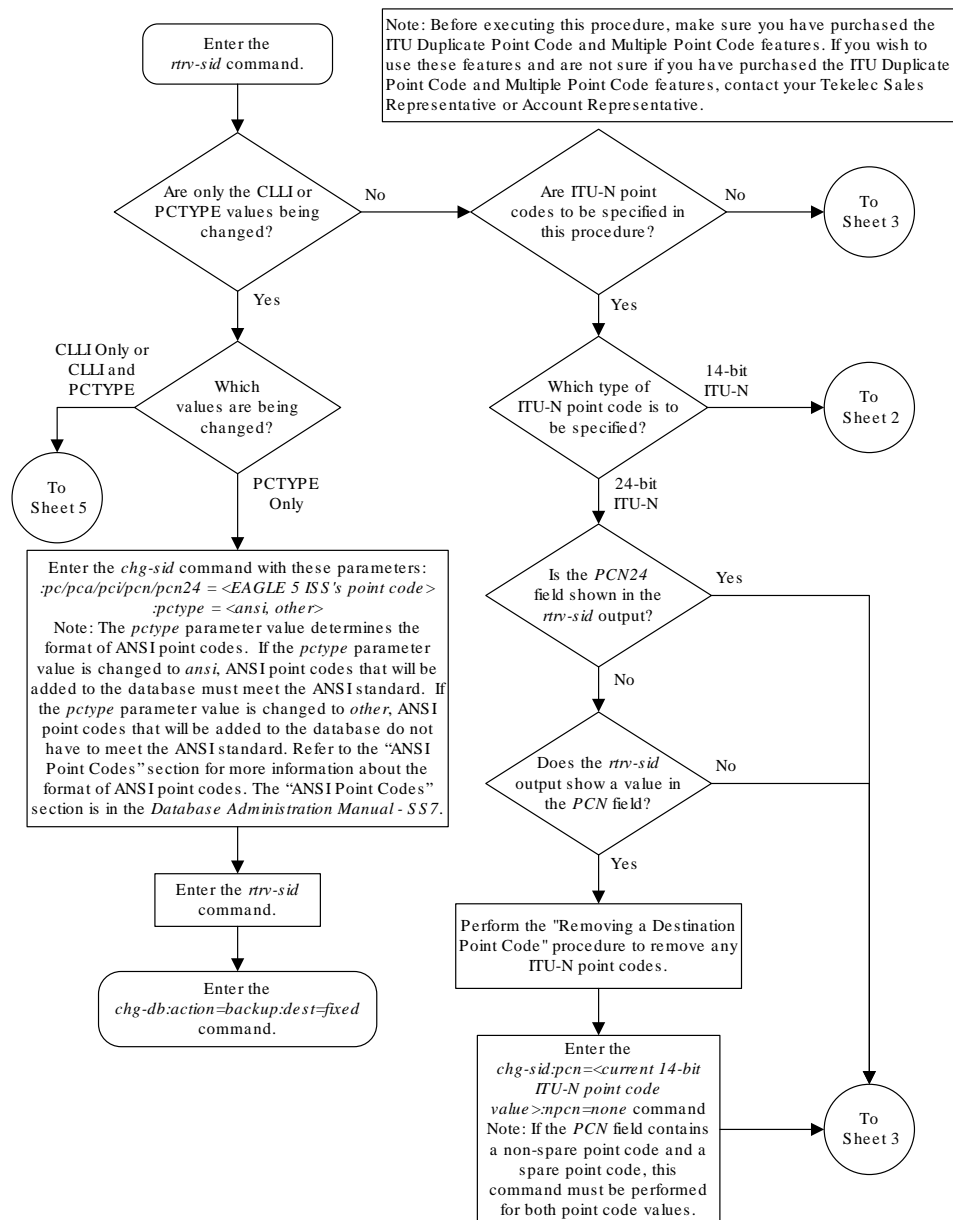 Enter the
rtrv-sid
command.
Note: Before executing this procedure, make sure you have purchased the
ITU Duplicate Point Code and Multiple Point Code features. If you wish to
use these features and are not sure if you have purchased the ITU Duplicate
Point Code and Multiple Point Code features, contact your Tekelec Sales
Representative or Account Representative.
Are only the CLLI or
PCTYPE values being
changed?
No
Are ITU-N point
codes to be specified in
this procedure?
No
To
Sheet 3
Yes
Yes
CLLI Only or
CLLI and
PCTYPE
Which
values are being
changed?
Which type of
ITU-N point code is to
be specified?
14-bit
ITU-N
To
Sheet 2
To
Sheet 5
PCTYPE
Only
24-bit
ITU-N
Enter the chg-sid command with these parameters:
:pc/pca/pci/pcn/pcn24 = <EAGLE 5 ISS's point code>
:pctype = <ansi, other>
Note: The pctype parameter value determines the
format of ANSI point codes. If the pctype parameter
value is changed to ansi, ANSI point codes that will be
added to the database must meet the ANSI standard. If
the pctype parameter value is changed to other, ANSI
point codes that will be added to the database do not
have to meet the ANSI standard. Refer to the “ANSI
Point Codes” section for more information about the
format of ANSI point codes. The “ANSI Point Codes”
section is in the Database Administration Manual - SS7.
Is the PCN24
field shown in the
rtrv-sid output?
Yes
No
Does the rtrv-sid
output show a value in
the PCN field?
No
Yes
Enter the rtrv-sid
command.
Perform the "Removing a Destination
Point Code" procedure to remove any
ITU-N point codes.
Enter the
chg-db:action=backup:dest=fixed
command.
Enter the
chg-sid:pcn=<current 14-bit
ITU-N point code
value>:npcn=none command
Note: If the PCN field contains
a non-spare point code and a
spare point code, this
command must be performed
for both point code values.
To
Sheet 3